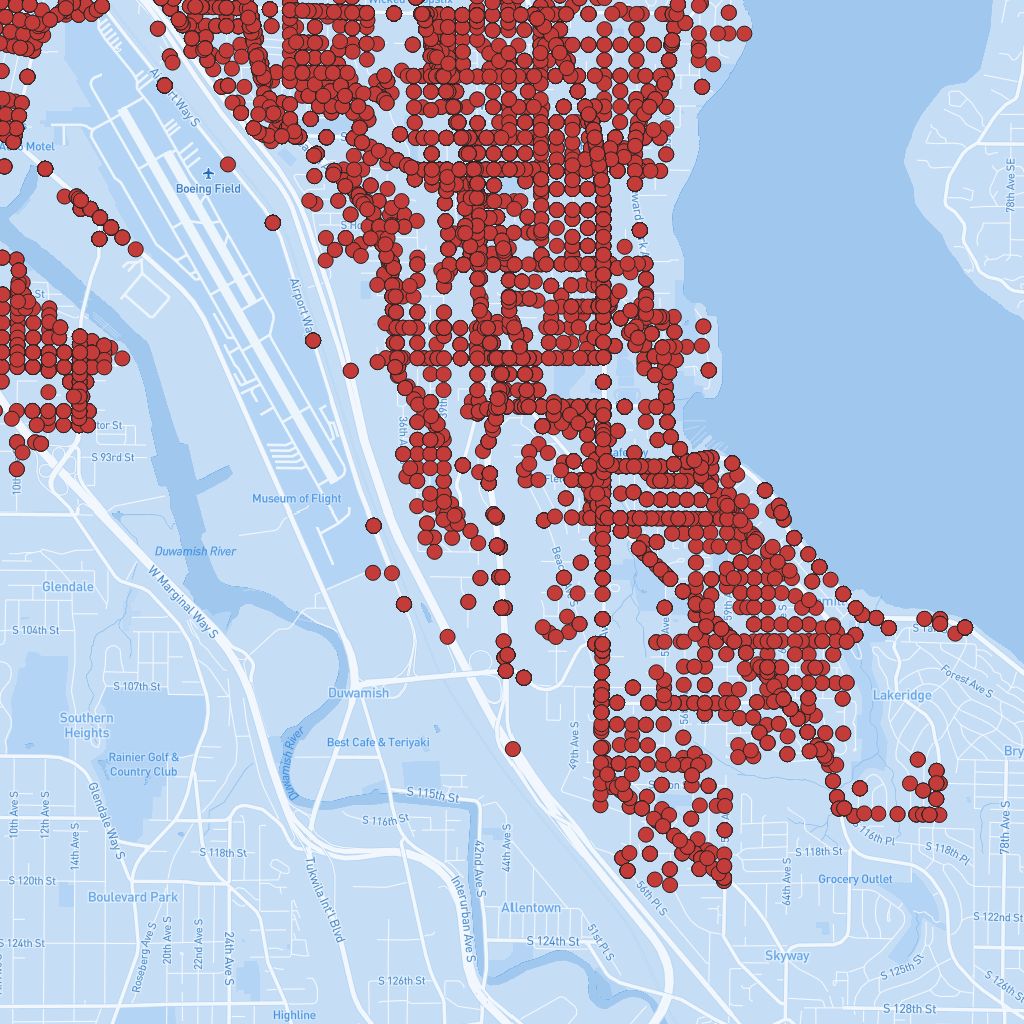 Airport Way S
Boeing Field
Airport Wa
36th A
39th
S 93rd St
Museum of Flight
Duwamish River
Glendale
W Marginal Way S
S 104th St
S 107th St
Duwamish
Southern
Heights
Rainier Golf &
Country Club
Best Cafe & Teriyaki
Duwamish River
49th Ave S
Forest Ave S
Lakeridge
Bry
Glendale Way S
10th Ave S
12th Ave S
14th Ave S
S 115th St
S 116th St
S 118th St
42nd Ave S
44th Ave S
S 116th Pl
S 118th St
S 118th Pl
78th Ave S
78th Ave SE
64th Ave S
Grocery Outlet
S 120th St
Boulevard Park
Tukwila Int'l Blvd
Interurban Ave S
Allentown
56th Pl S
51st Pl S
S 122nd St
S 124th St
Roseberg Ave S
20th Ave S
22nd Ave S
24th Ave S
S 124th St
Skyway
S 125th St
S 126th St
S 126th St
S 128th St
Highline